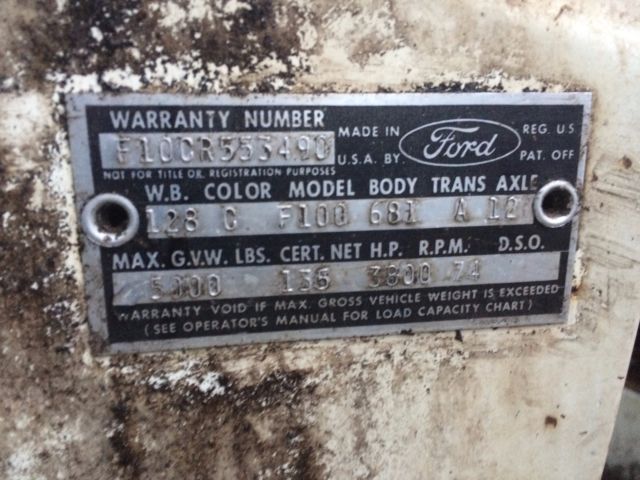 WARRANTY NUMBER
F10CR553490
MADE IN U.S.A. BY
Ford
REG. U.S. PAT. OFF
NOT FOR TITLE OR REGISTRATION PURPOSES
W.B. COLOR MODEL BODY TRANS AXLE
128 C F100 681 A 12
MAX. G.V.W. LBS. CERT. NET H.P. R.P.M. D.S.O.
5000 135 3800 74
WARRANTY VOID IF MAX. GROSS VEHICLE WEIGHT IS EXCEEDED
(SEE OPERATOR'S MANUAL FOR LOAD CAPACITY CHART)